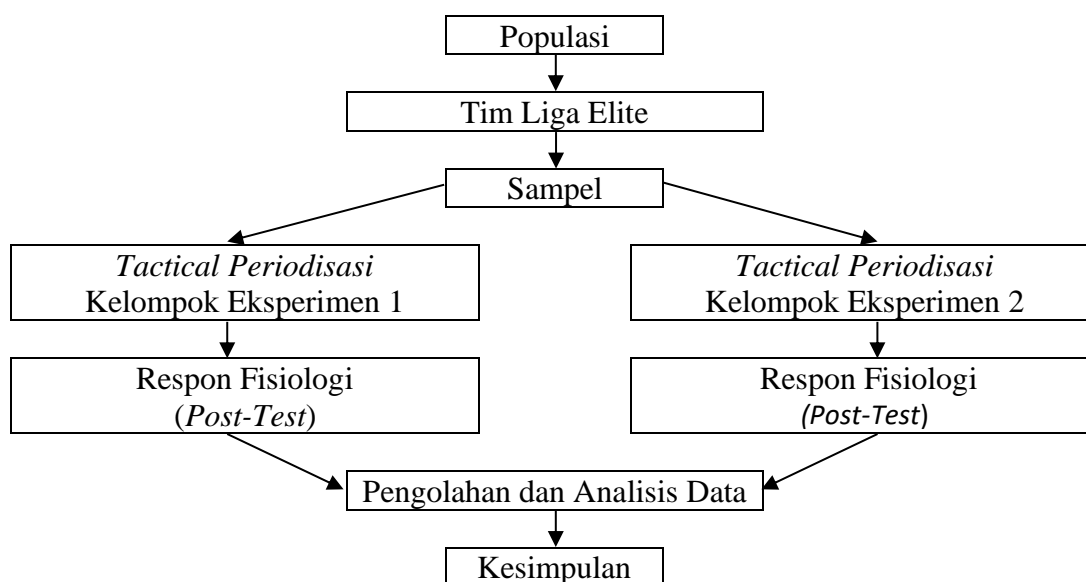 Populasi
Tim Liga Elite
Sampel
Tactical Periodisasi
Kelompok Eksperimen 1
Tactical Periodisasi
Kelompok Eksperimen 2
Respon Fisiologi
(Post-Test)
Respon Fisiologi
(Post-Test)
Pengolahan dan Analisis Data
Kesimpulan